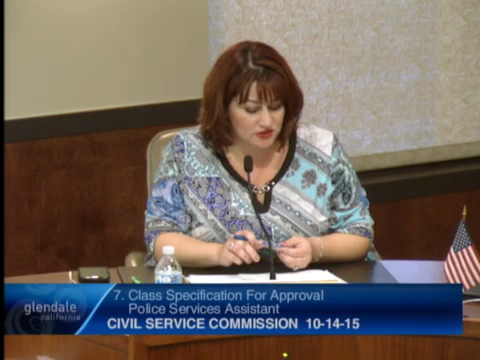 7. Class Specification For Approval
Police Services Assistant
glendale
california
CIVIL SERVICE COMMISSION 10-14-15